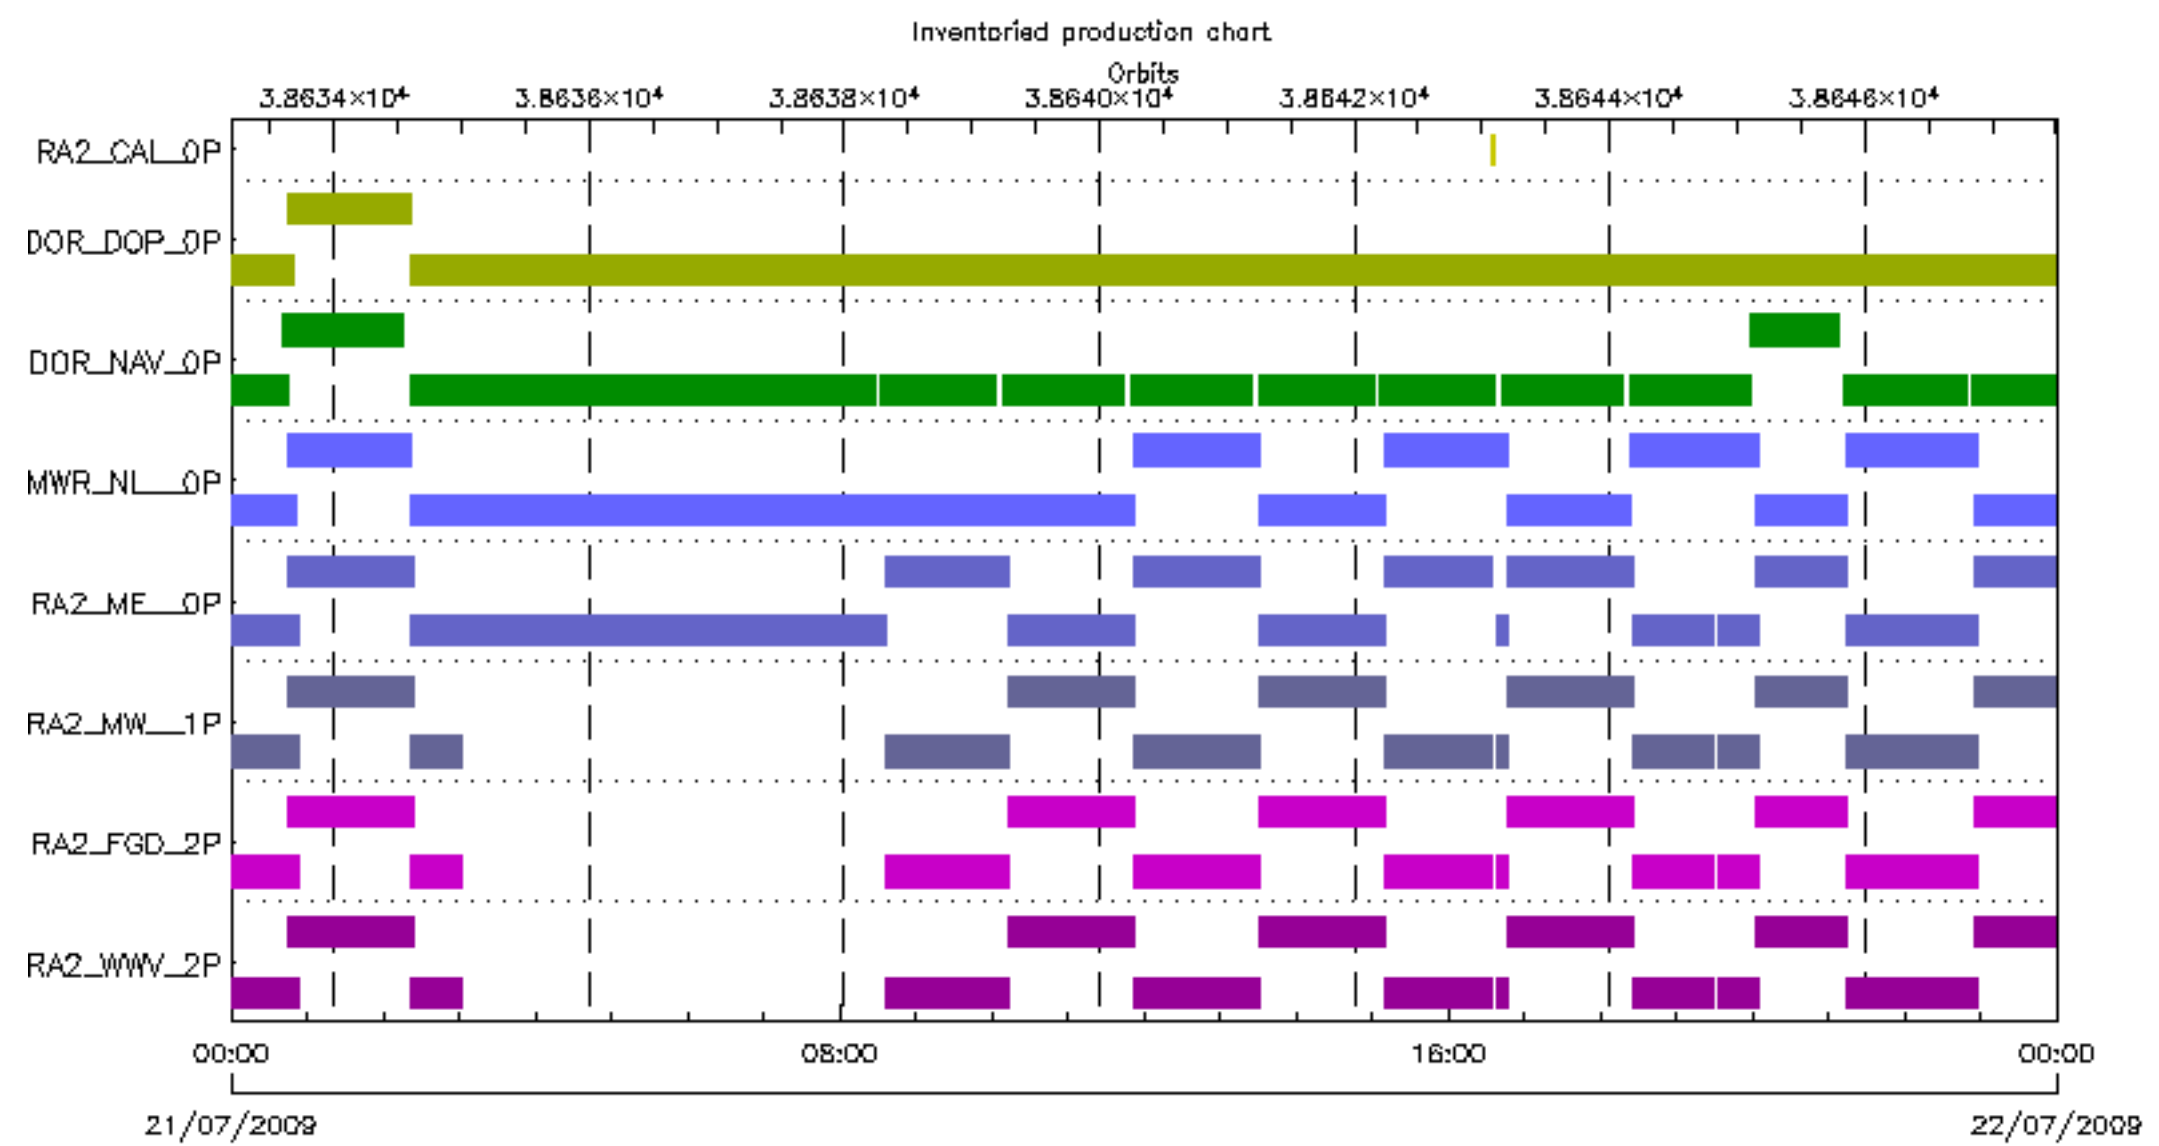 Inventoried production chart
Orbits
3.8634×10⁴ 3.8636×10⁴ 3.8638×10⁴ 3.8640×10⁴ 3.8642×10⁴ 3.8644×10⁴ 3.8646×10⁴
RA2_CAL_0P
DOR_DOP_0P
DOR_NAV_0P
MWR_NL__0P
RA2_ME__0P
RA2_MW__1P
RA2_FGD_2P
RA2_WWV_2P
00:00 08:00 16:00 00:00
21/07/2009 22/07/2009